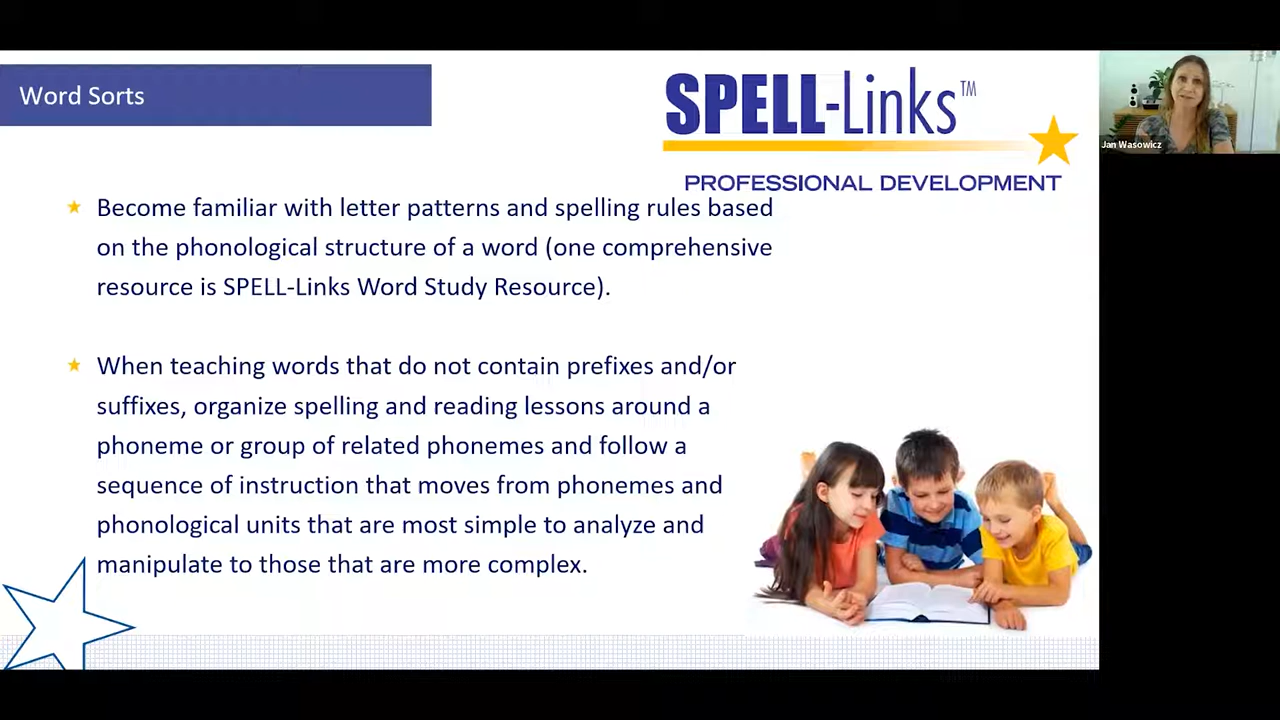 Word Sorts
SPELL-Links™
PROFESSIONAL DEVELOPMENT
Jan Wasowicz
Become familiar with letter patterns and spelling rules based
on the phonological structure of a word (one comprehensive
resource is SPELL-Links Word Study Resource).
When teaching words that do not contain prefixes and/or
suffixes, organize spelling and reading lessons around a
phoneme or group of related phonemes and follow a
sequence of instruction that moves from phonemes and
phonological units that are most simple to analyze and
manipulate to those that are more complex.